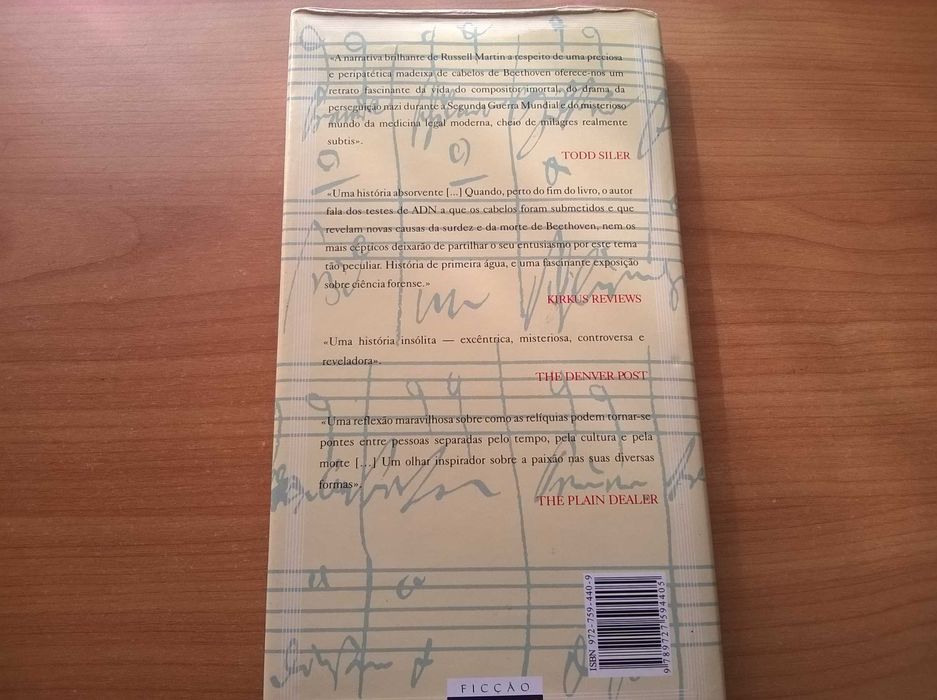 «A narrativa brilhante de Russell Martin a respeito de uma preciosa
e peripatética madeixa de cabelos de Beethoven oferece-nos um
retrato fascinante da vida do compositor imortal, do drama da
perseguição nazi durante a Segunda Guerra Mundial e do misterioso
mundo da medicina legal moderna, cheio de milagres realmente
subtis».
TODD SILER
«Uma história absorvente [...] Quando, perto do fim do livro, o autor
fala dos testes de ADN a que os cabelos foram submetidos e que
revelam novas causas da surdez e da morte de Beethoven, nem os
mais cépticos deixarão de partilhar o seu entusiasmo por este tema
tão peculiar. História de primeira água, e uma fascinante exposição
sobre ciência forense.»
KIRKUS REVIEWS
«Uma história insólita — excêntrica, misteriosa, controversa e
reveladora».
THE DENVER POST
«Uma reflexão maravilhosa sobre como as relíquias podem tornar-se
pontes entre pessoas separadas pelo tempo, pela cultura e pela
morte [...] Um olhar inspirador sobre a paixão nas suas diversas
formas».
THE PLAIN DEALER
ISBN 972-759-440-9
9 789727 594405
FICÇÃO